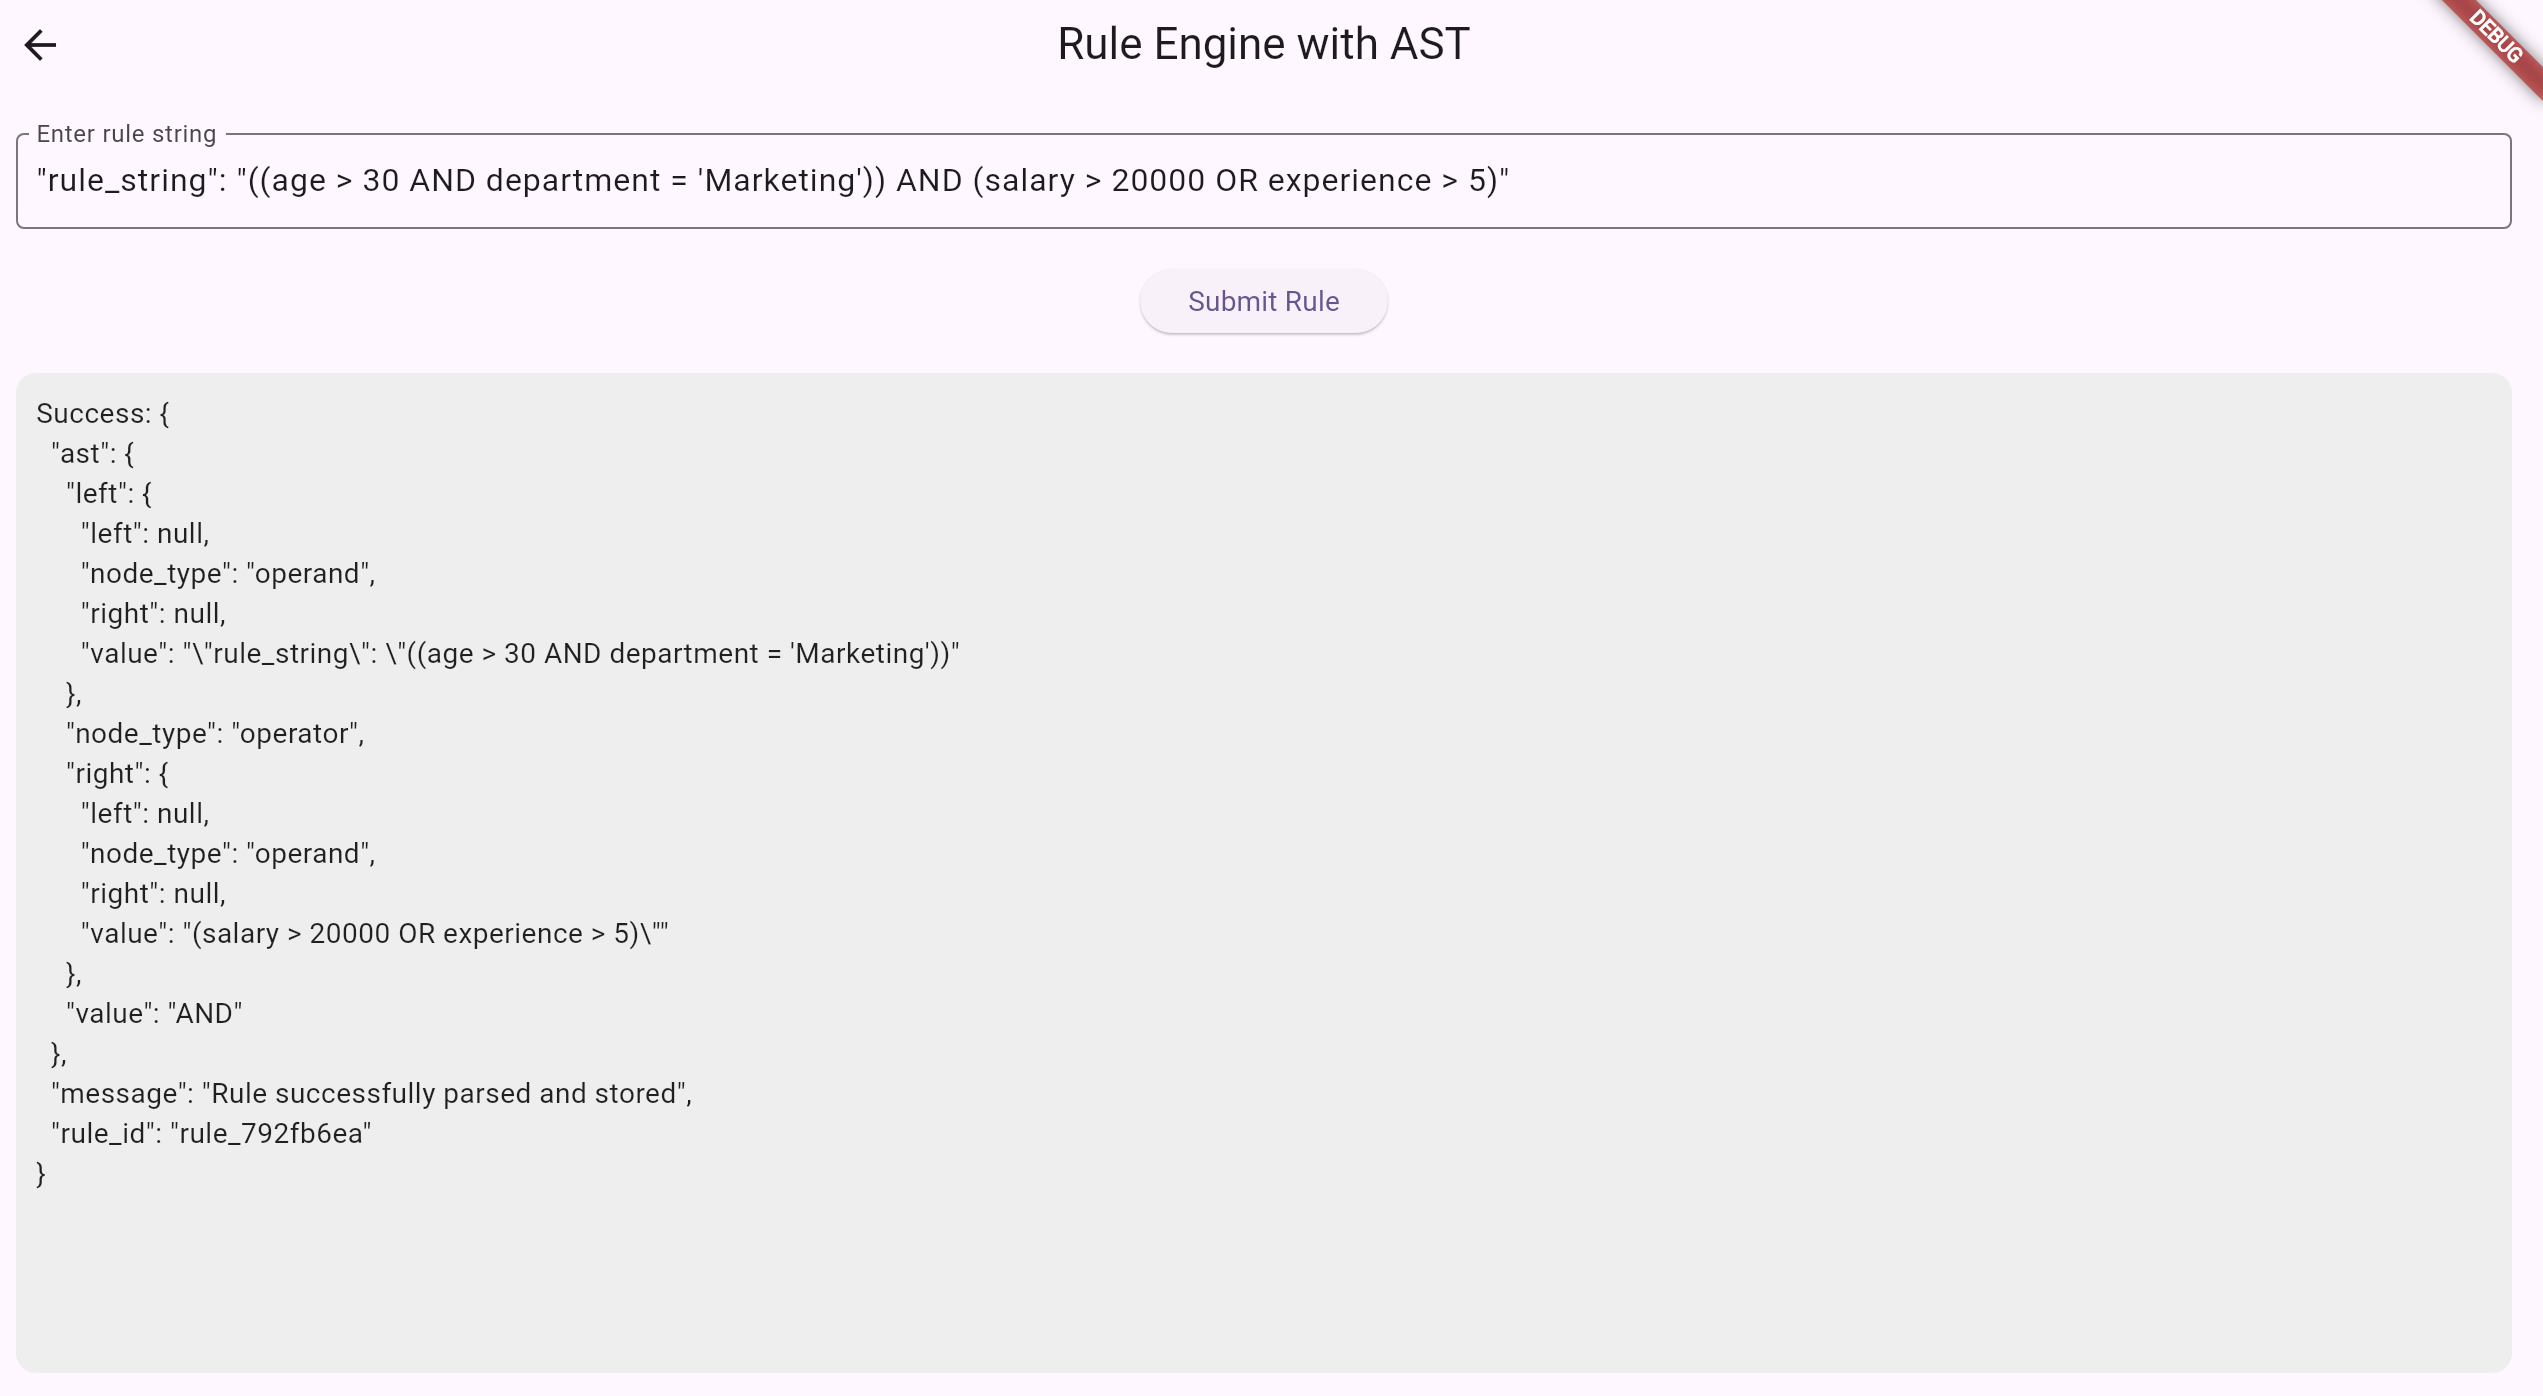 Rule Engine with AST
DEBUG
Enter rule string
"rule_string": "((age > 30 AND department = 'Marketing')) AND (salary > 20000 OR experience > 5)"
Submit Rule
Success: {
  "ast": {
    "left": {
      "left": null,
      "node_type": "operand",
      "right": null,
      "value": "\"rule_string\": \"((age > 30 AND department = 'Marketing'))"
    },
    "node_type": "operator",
    "right": {
      "left": null,
      "node_type": "operand",
      "right": null,
      "value": "(salary > 20000 OR experience > 5)\""
    },
    "value": "AND"
  },
  "message": "Rule successfully parsed and stored",
  "rule_id": "rule_792fb6ea"
}